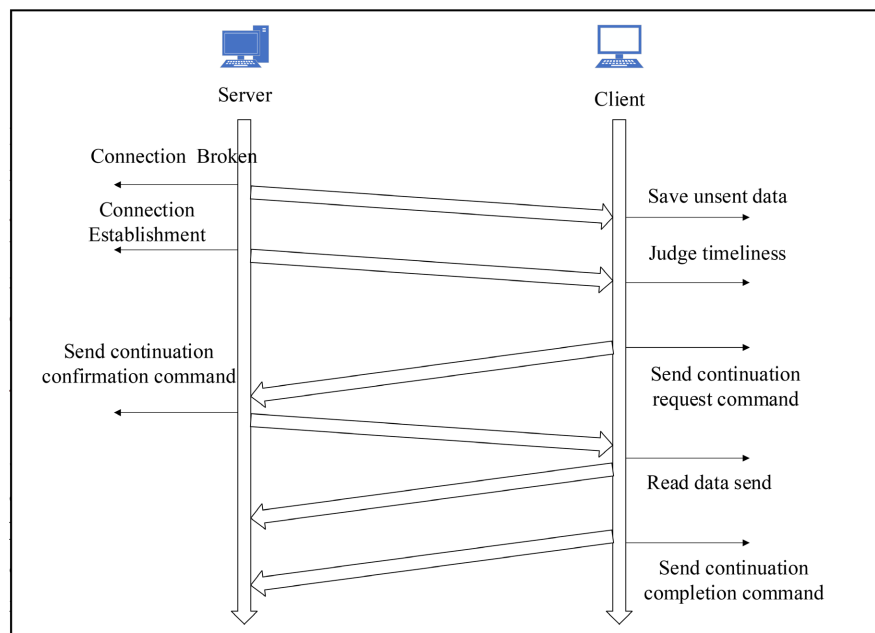 Server
Client
Connection Broken
Save unsent data
Connection
Establishment
Judge timeliness
Send continuation
confirmation command
Send continuation
request command
Read data send
Send continuation
completion command